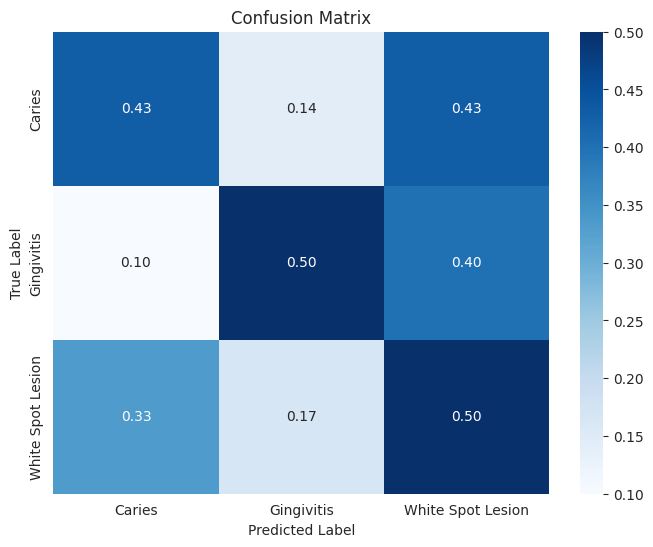 Confusion Matrix
True Label
Caries
0.43 0.14 0.43
Gingivitis
0.10 0.50 0.40
White Spot Lesion
0.33 0.17 0.50
Caries Gingivitis White Spot Lesion
Predicted Label
0.50
0.45
0.40
0.35
0.30
0.25
0.20
0.15
0.10